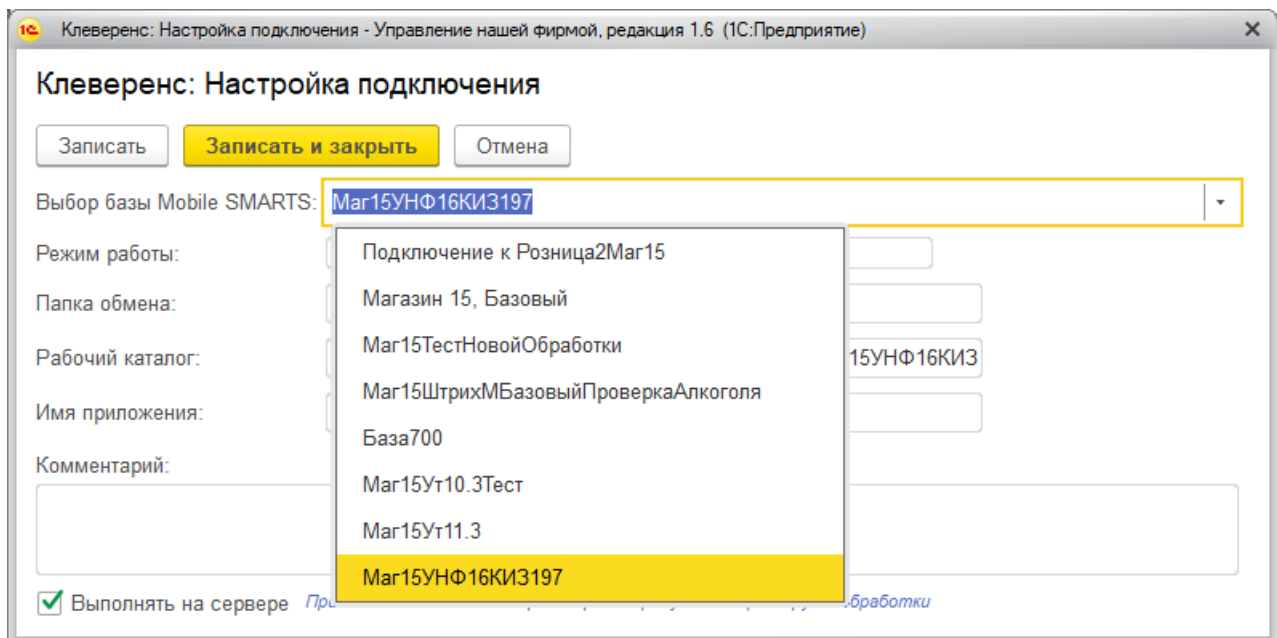 1С Клеверенс: Настройка подключения - Управление нашей фирмой, редакция 1.6 (1С:Предприятие)
Клеверенс: Настройка подключения
Записать Записать и закрыть Отмена
Выбор базы Mobile SMARTS: Маг15УНФ16КИЗ197
Подключение к Розница2Маг15
Режим работы:
Магазин 15, Базовый
Папка обмена:
Маг15ТестНовойОбработки
Рабочий каталог: 15УНФ16КИЗ
Маг15ШтрихМБазовыйПроверкаАлкоголя
Имя приложения:
База700
Комментарий:
Маг15Ут10.3Тест
Маг15Ут11.3
Маг15УНФ16КИЗ197
Выполнять на сервере